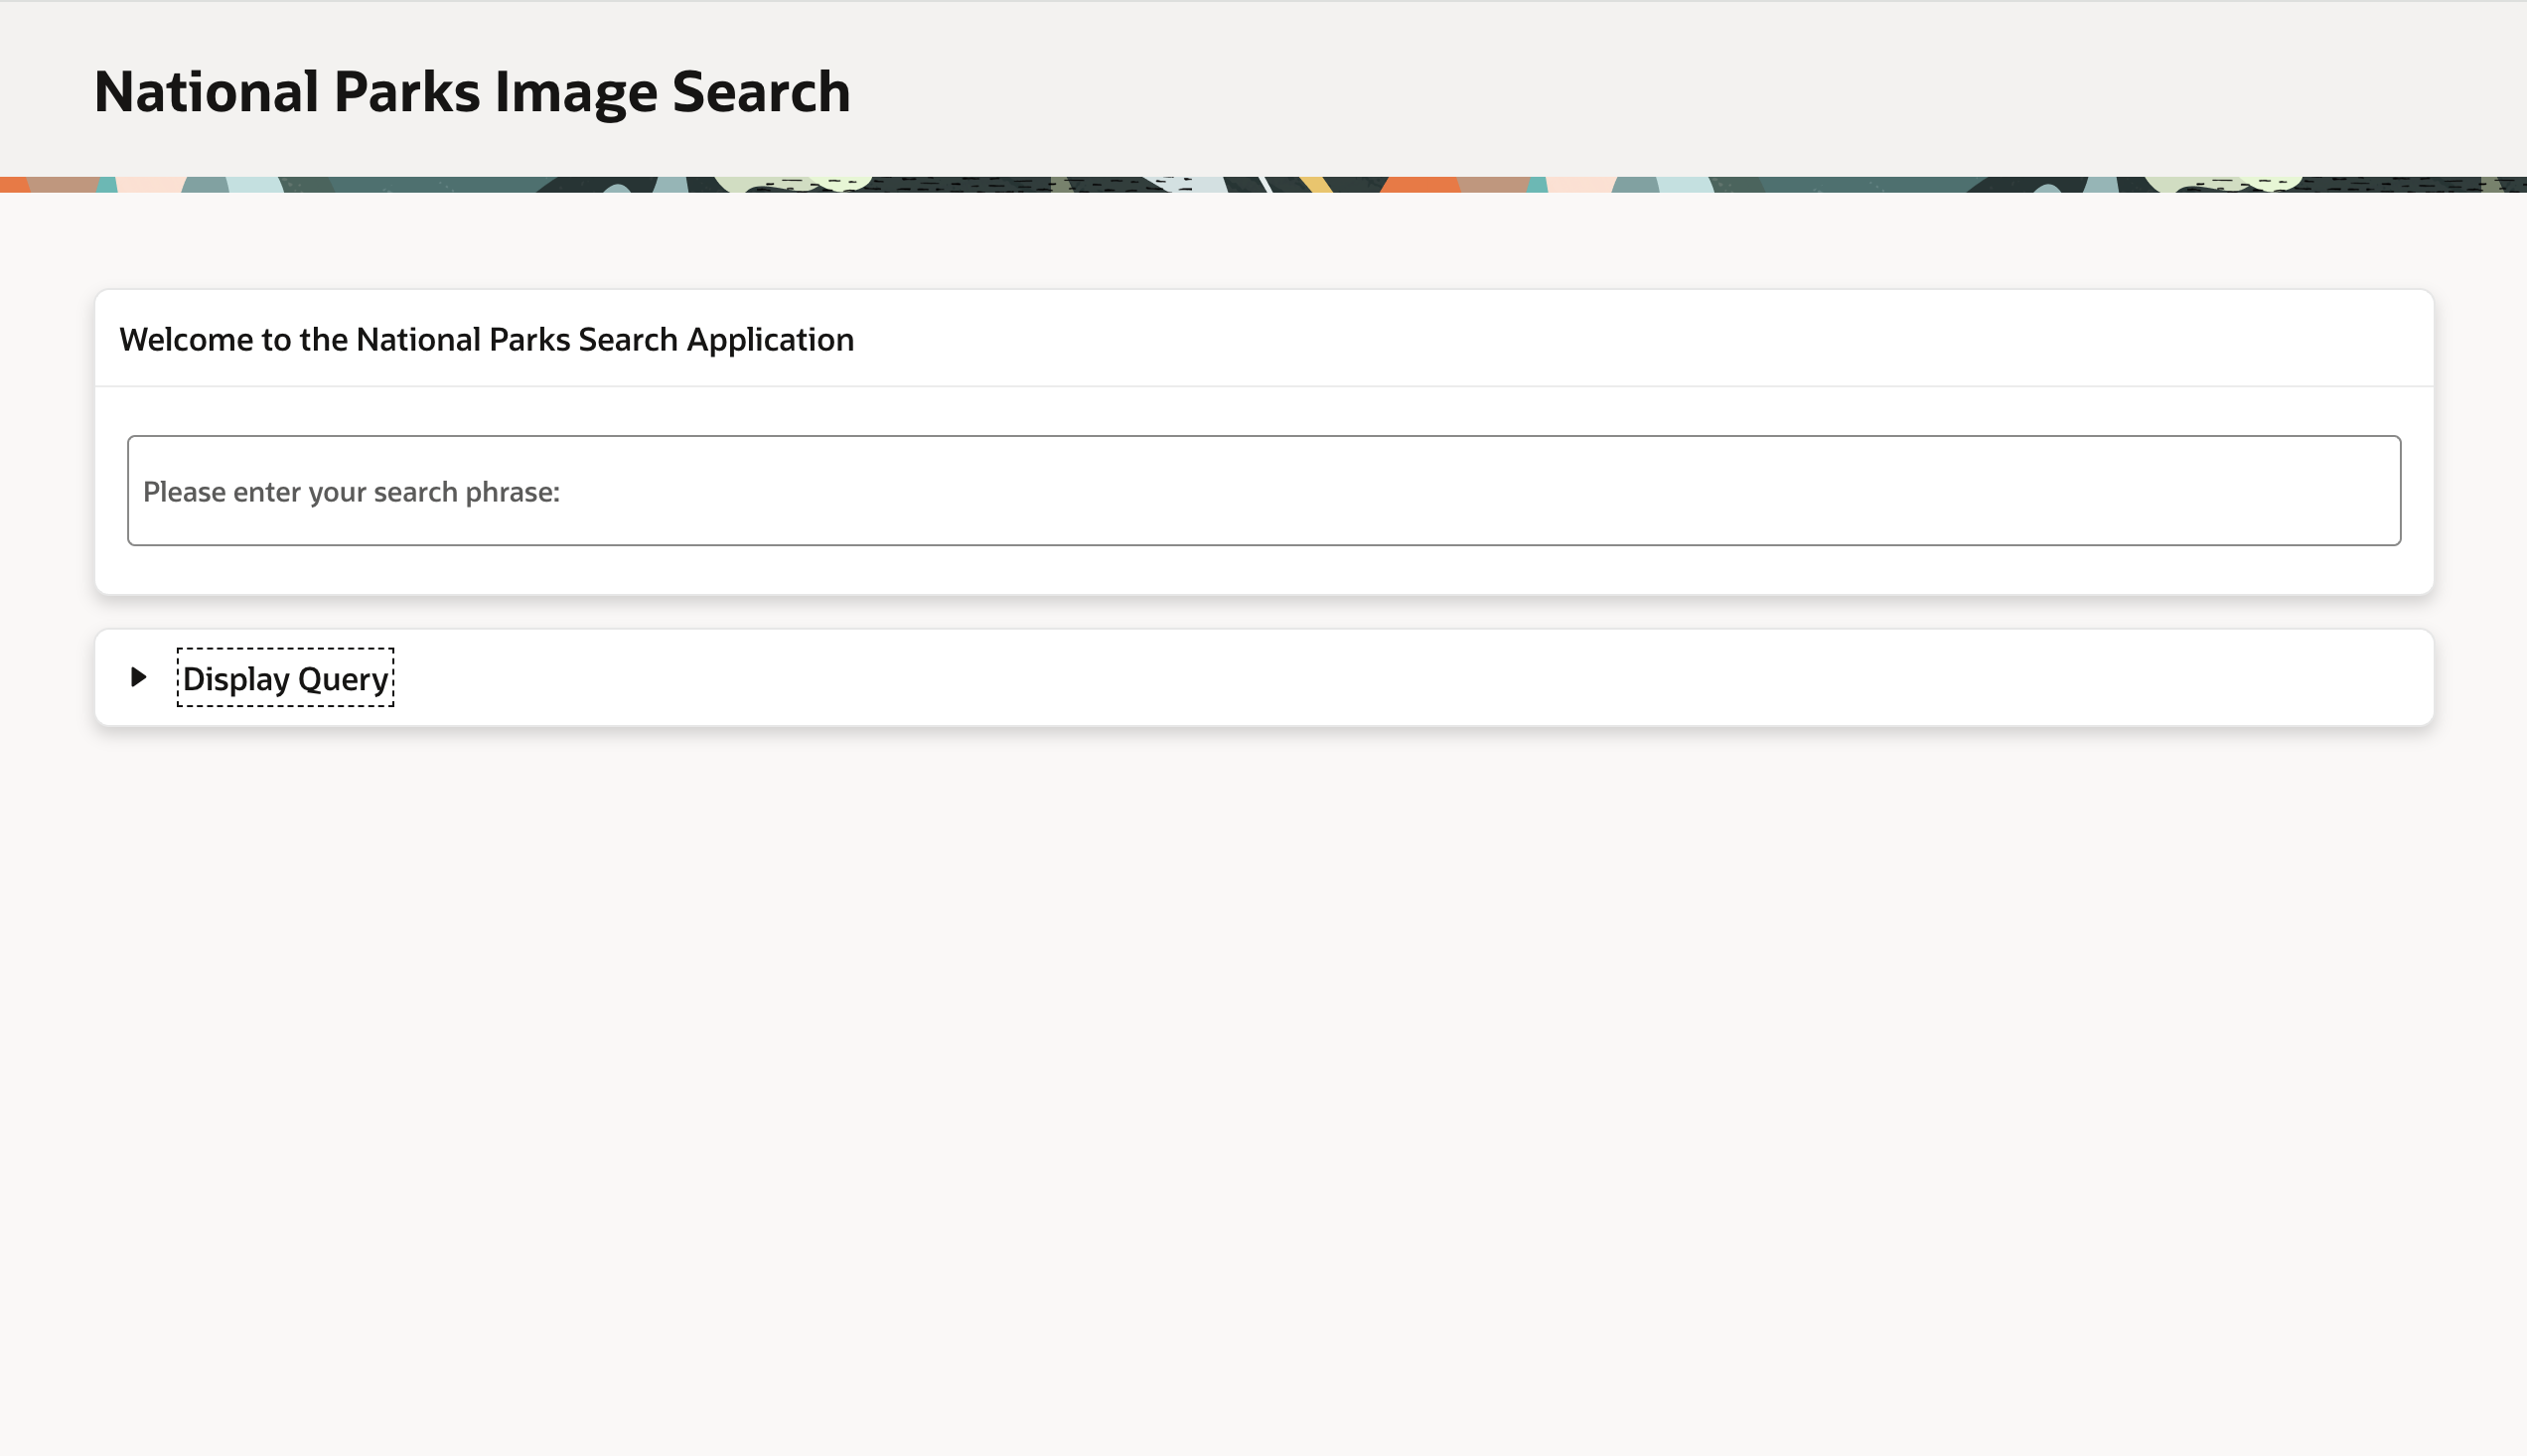 National Parks Image Search
Welcome to the National Parks Search Application
Please enter your search phrase:
Display Query